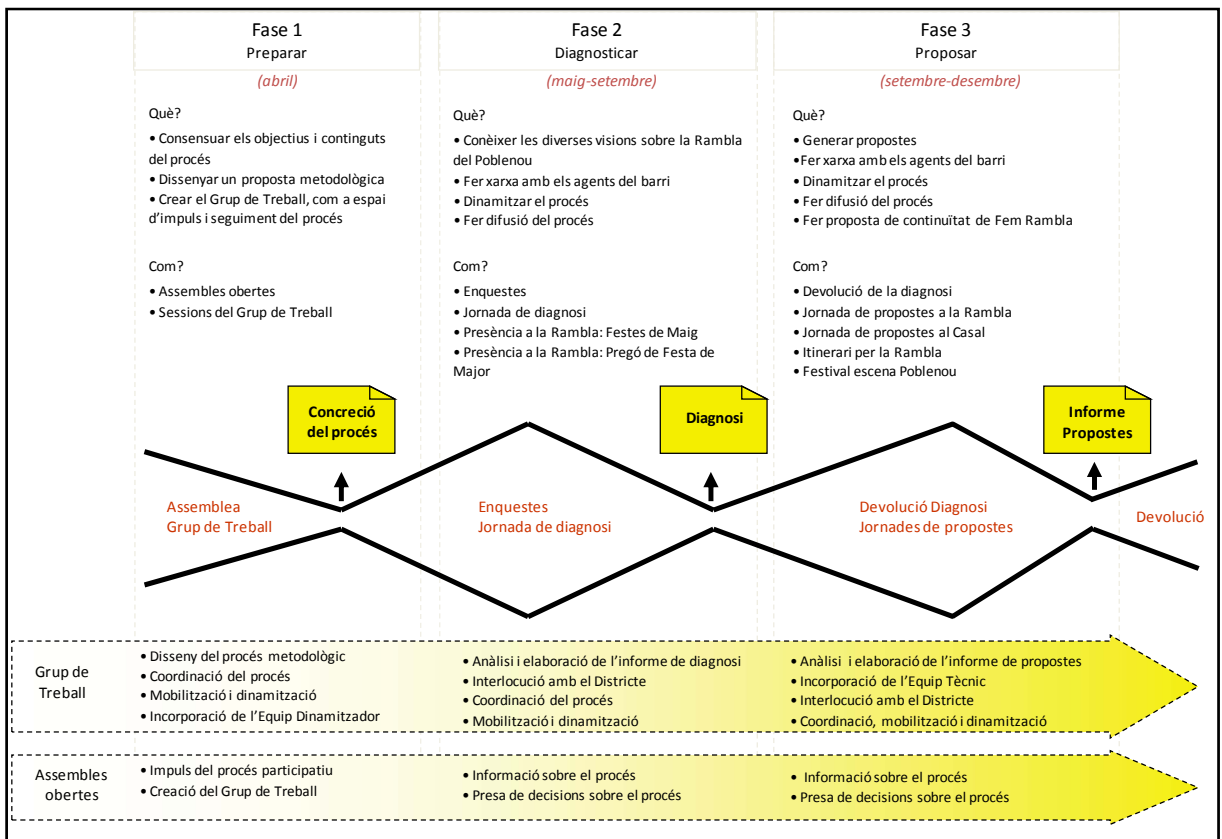 Fase 1
Preparar
(abril)
Què?
• Consensuar els objectius i continguts
del procés
• Dissenyar un proposta metodològica
• Crear el Grup de Treball, com a espai
d’impuls i seguiment del procés
Com?
• Assembles obertes
• Sessions del Grup de Treball
Fase 2
Diagnosticar
(maig-setembre)
Què?
• Conèixer les diverses visions sobre la Rambla
del Poblenou
• Fer xarxa amb els agents del barri
• Dinamitzar el procés
• Fer difusió del procés
Com?
• Enquestes
• Jornada de diagnosi
• Presència a la Rambla: Festes de Maig
• Presència a la Rambla: Pregó de Festa de
Major
Fase 3
Proposar
(setembre-desembre)
Què?
• Generar propostes
•Fer xarxa amb els agents del barri
• Dinamitzar el procés
• Fer difusió del procés
• Fer proposta de continuïtat de Fem Rambla
Com?
• Devolució de la diagnosi
• Jornada de propostes a la Rambla
• Jornada de propostes al Casal
• Itinerari per la Rambla
• Festival escena Poblenou
Concreció
del procés
Diagnosi
Informe
Propostes
Assemblea
Grup de Treball
Enquestes
Jornada de diagnosi
Devolució Diagnosi
Jornades de propostes
Devolució
Grup de
Treball
• Disseny del procés metodològic
• Coordinació del procés
• Mobilització i dinamització
• Incorporació de l’Equip Dinamitzador
• Anàlisi i elaboració de l’informe de diagnosi
• Interlocució amb el Districte
• Coordinació del procés
• Mobilització i dinamització
• Anàlisi i elaboració de l’informe de propostes
• Incorporació de l’Equip Tècnic
• Interlocució amb el Districte
• Coordinació, mobilització i dinamització
Assembles
obertes
• Impuls del procés participatiu
• Creació del Grup de Treball
• Informació sobre el procés
• Presa de decisions sobre el procés
• Informació sobre el procés
• Presa de decisions sobre el procés